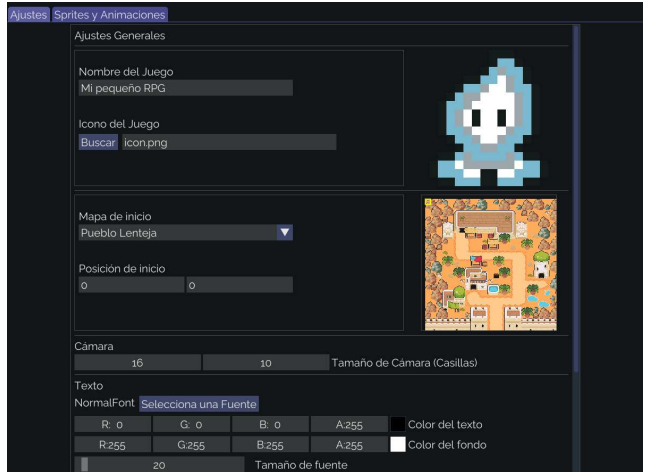 Ajustes Sprites y Animaciones
Ajustes Generales
Nombre del Juego
Mi pequeño RPG
Icono del Juego
Buscar icon.png
Mapa de inicio
Pueblo Lenteja
Posición de inicio
0 0
Cámara
16 10 Tamaño de Cámara (Casillas)
Texto
NormalFont Selecciona una Fuente
R: 0 G: 0 B: 0 A:255 Color del texto
R:255 G:255 B:255 A:255 Color del fondo
20 Tamaño de fuente